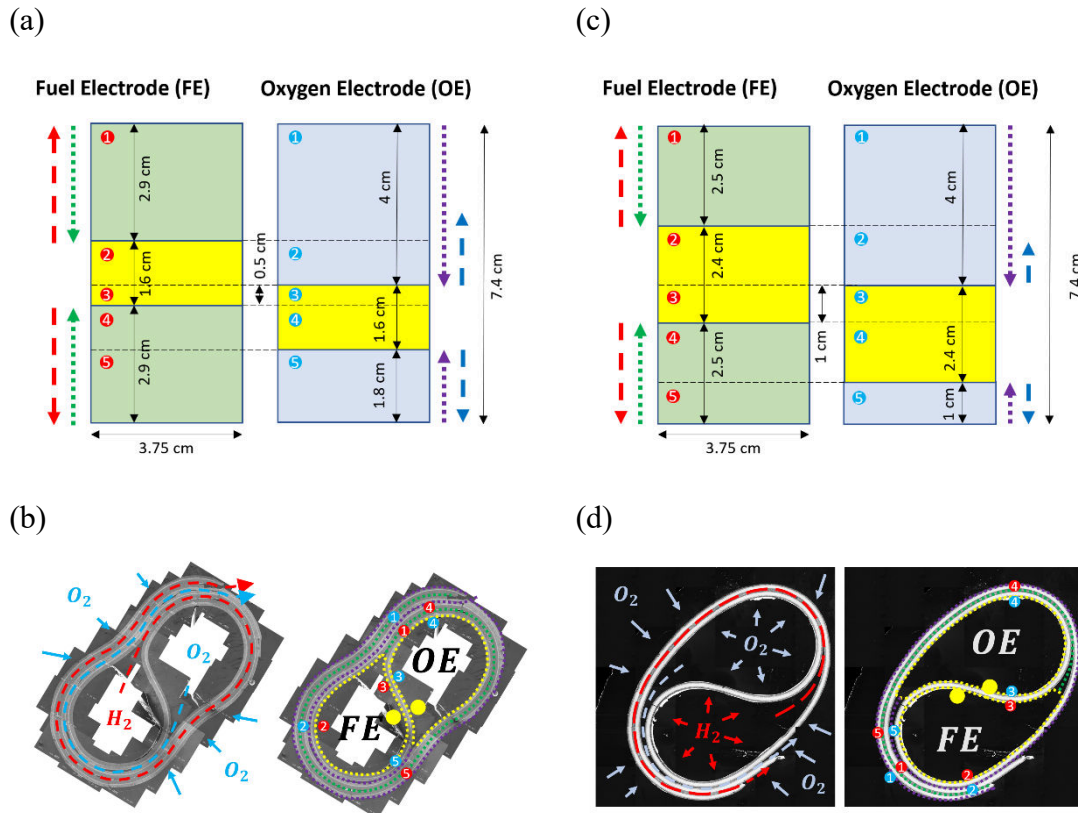 (a)
Fuel Electrode (FE)
Oxygen Electrode (OE)
1
2.9 cm
2
1.6 cm
3
4
5
2.9 cm
0.5 cm
1
4 cm
2
3
4
1.6 cm
5
1.8 cm
7.4 cm
3.75 cm
(c)
Fuel Electrode (FE)
Oxygen Electrode (OE)
1
2.5 cm
2
2.4 cm
3
4
2.5 cm
5
1 cm
1
4 cm
2
3
4
2.4 cm
5
1 cm
7.4 cm
3.75 cm
(b)
O₂
O₂
H₂
O₂
1
4
1
4
OE
3
3
2
2
FE
5
5
(d)
O₂
O₂
H₂
O₂
4
4
OE
3
3
5
5
FE
1
1
2
2